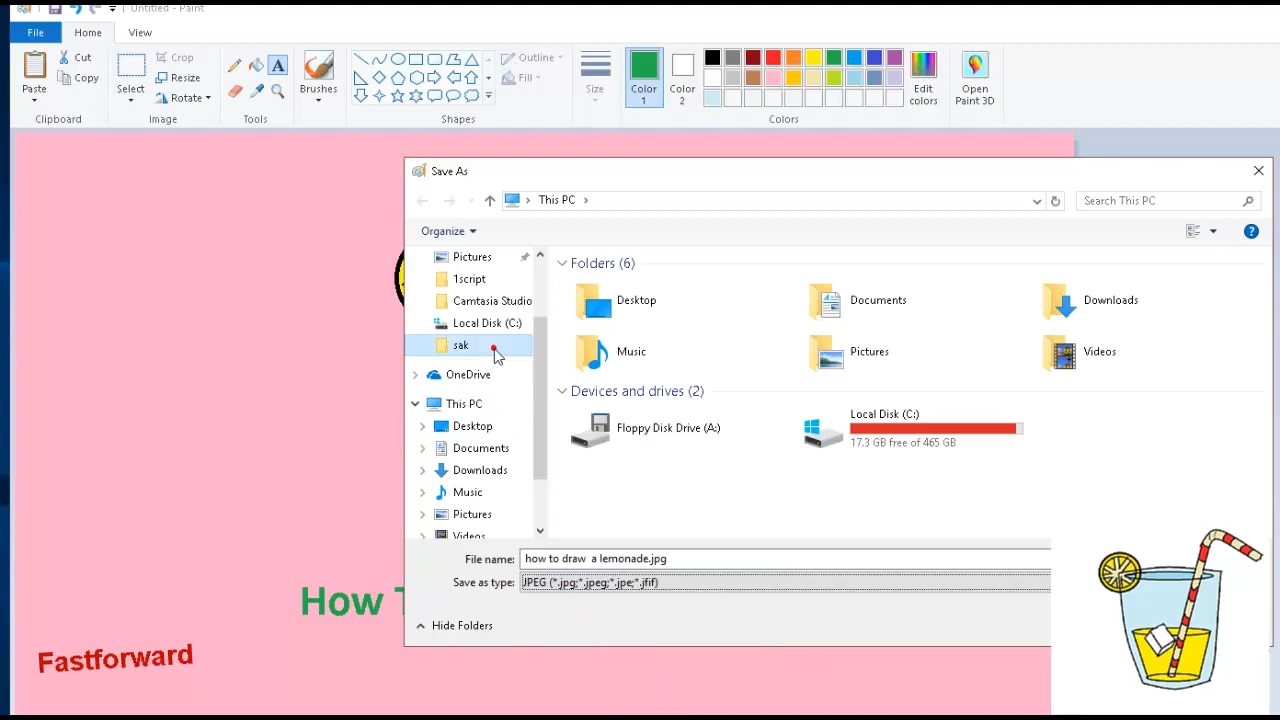 Untitled - Paint
File Home View
Paste
Cut
Copy
Clipboard
Select
Crop
Resize
Rotate
Image
Tools
Brushes
Shapes
Outline
Fill
Size
Color 1
Color 2
Colors
Edit colors
Open Paint 3D
Save As
This PC
Search This PC
Organize
Pictures
1script
Camtasia Studio
Local Disk (C:)
sak
OneDrive
This PC
Desktop
Documents
Downloads
Music
Pictures
Videos
Folders (6)
Desktop Documents Downloads
Music Pictures Videos
Devices and drives (2)
Floppy Disk Drive (A:)
Local Disk (C:)
17.3 GB free of 465 GB
File name: how to draw a lemonade.jpg
Save as type: JPEG (*.jpg;*.jpeg;*.jpe;*.jfif)
Hide Folders
How
Fastforward